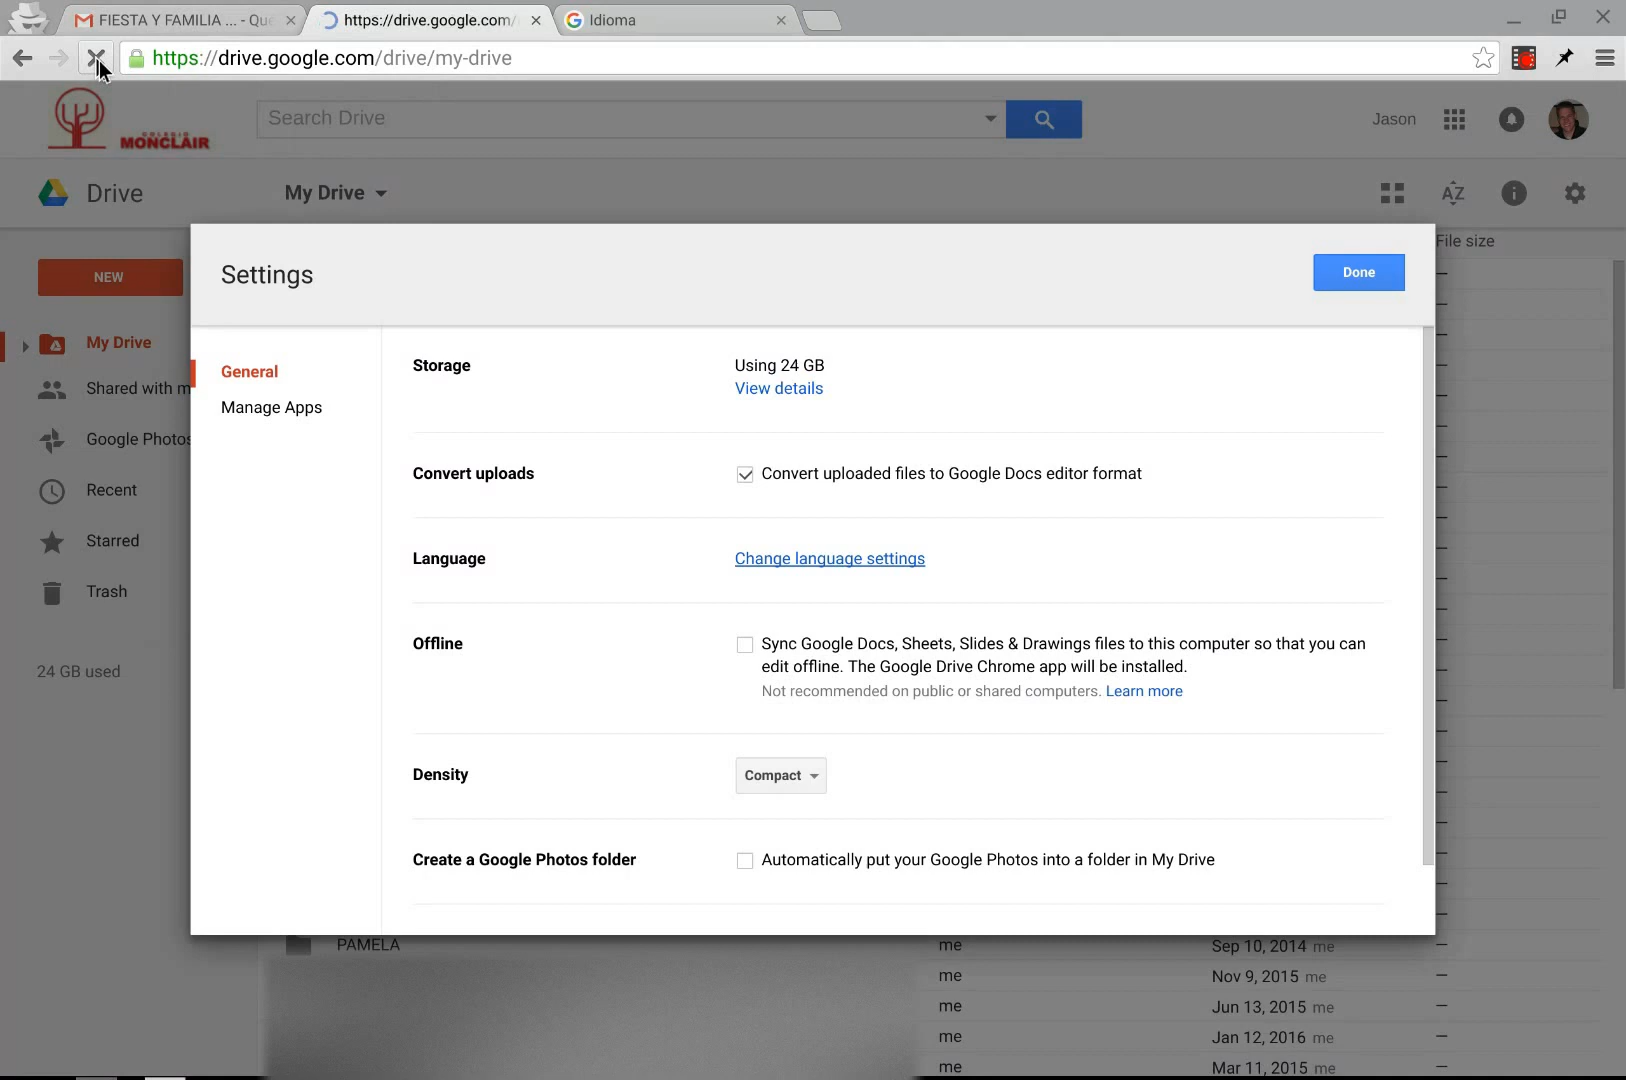 FIESTA Y FAMILIA ... - Que
https://drive.google.com/
Idioma
https://drive.google.com/drive/my-drive
COLEGIO
MONCLAIR
Search Drive
Jason
Drive
My Drive
File size
Settings
Done
NEW
My Drive
Shared with m
Google Photos
Recent
Starred
Trash
24 GB used
General
Manage Apps
Storage
Using 24 GB
View details
Convert uploads
Convert uploaded files to Google Docs editor format
Language
Change language settings
Offline
Sync Google Docs, Sheets, Slides & Drawings files to this computer so that you can
edit offline. The Google Drive Chrome app will be installed.
Not recommended on public or shared computers. Learn more
Density
Compact
Create a Google Photos folder
Automatically put your Google Photos into a folder in My Drive
PAMELA
me
Sep 10, 2014 me
—
me
Nov 9, 2015 me
—
me
Jun 13, 2015 me
—
me
Jan 12, 2016 me
—
me
Mar 11, 2015 me
—